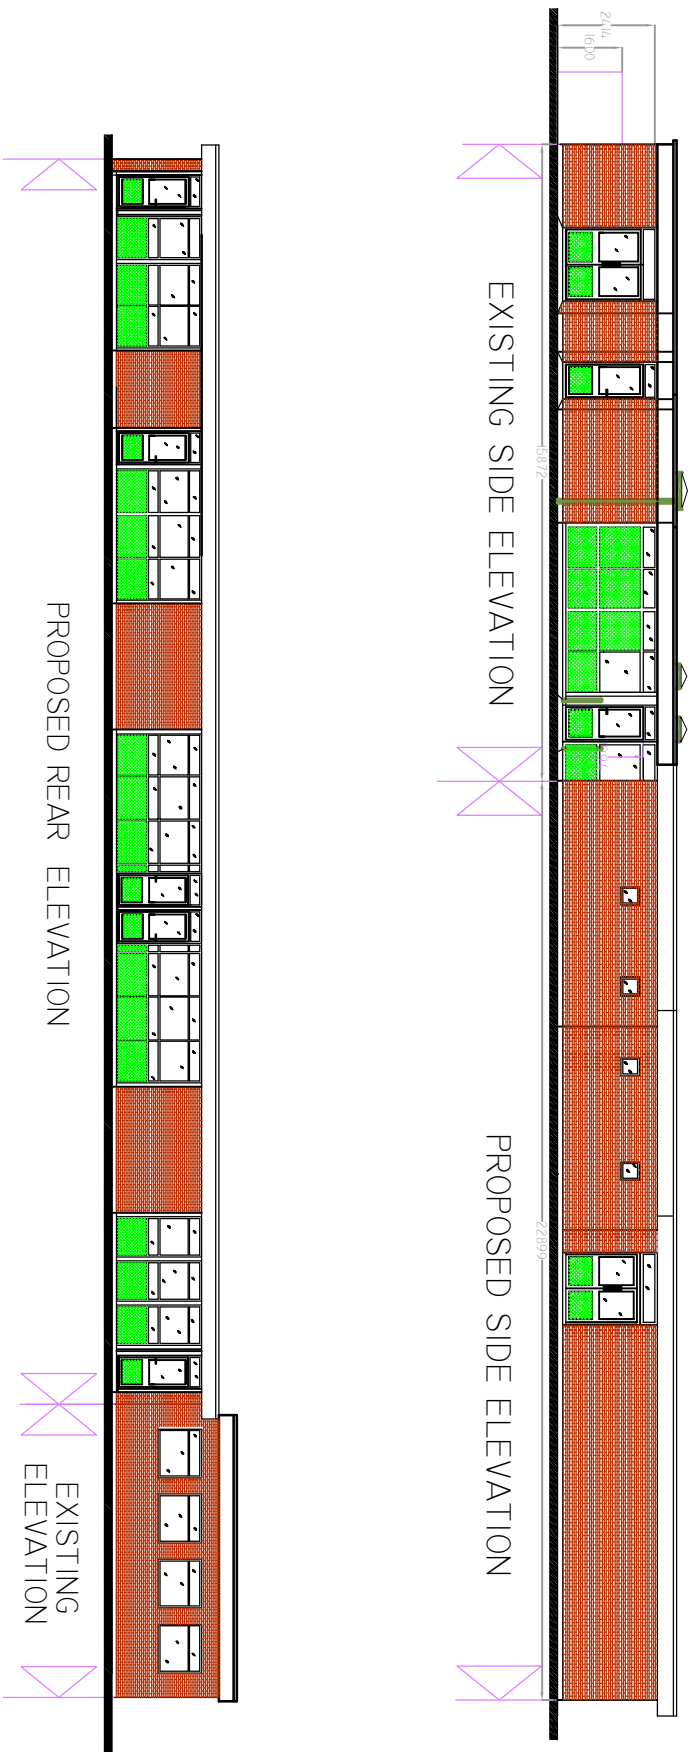 2414
1600
EXISTING SIDE ELEVATION
15872
PROPOSED SIDE ELEVATION
22899
PROPOSED REAR ELEVATION
EXISTING
ELEVATION